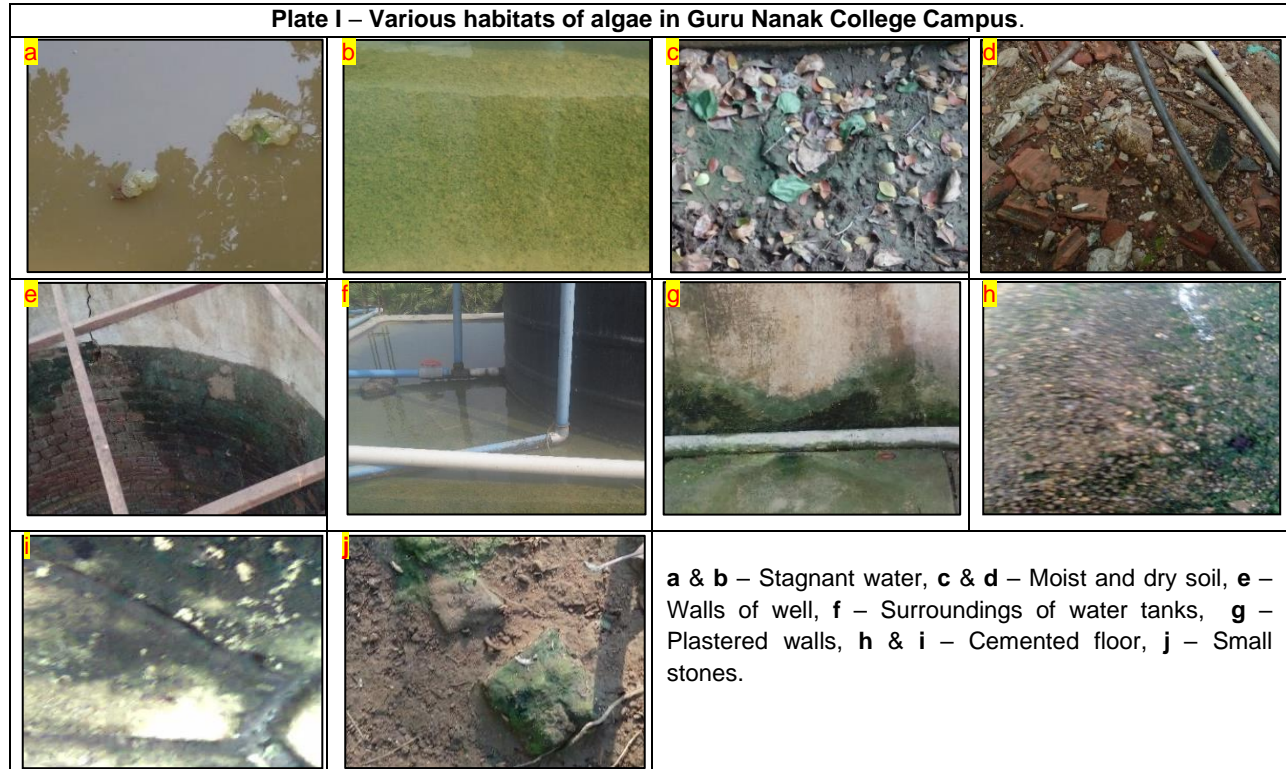 Plate I – Various habitats of algae in Guru Nanak College Campus.
a
b
c
d
e
f
g
h
i
j
a & b – Stagnant water, c & d – Moist and dry soil, e –
Walls of well, f – Surroundings of water tanks, g –
Plastered walls, h & i – Cemented floor, j – Small
stones.